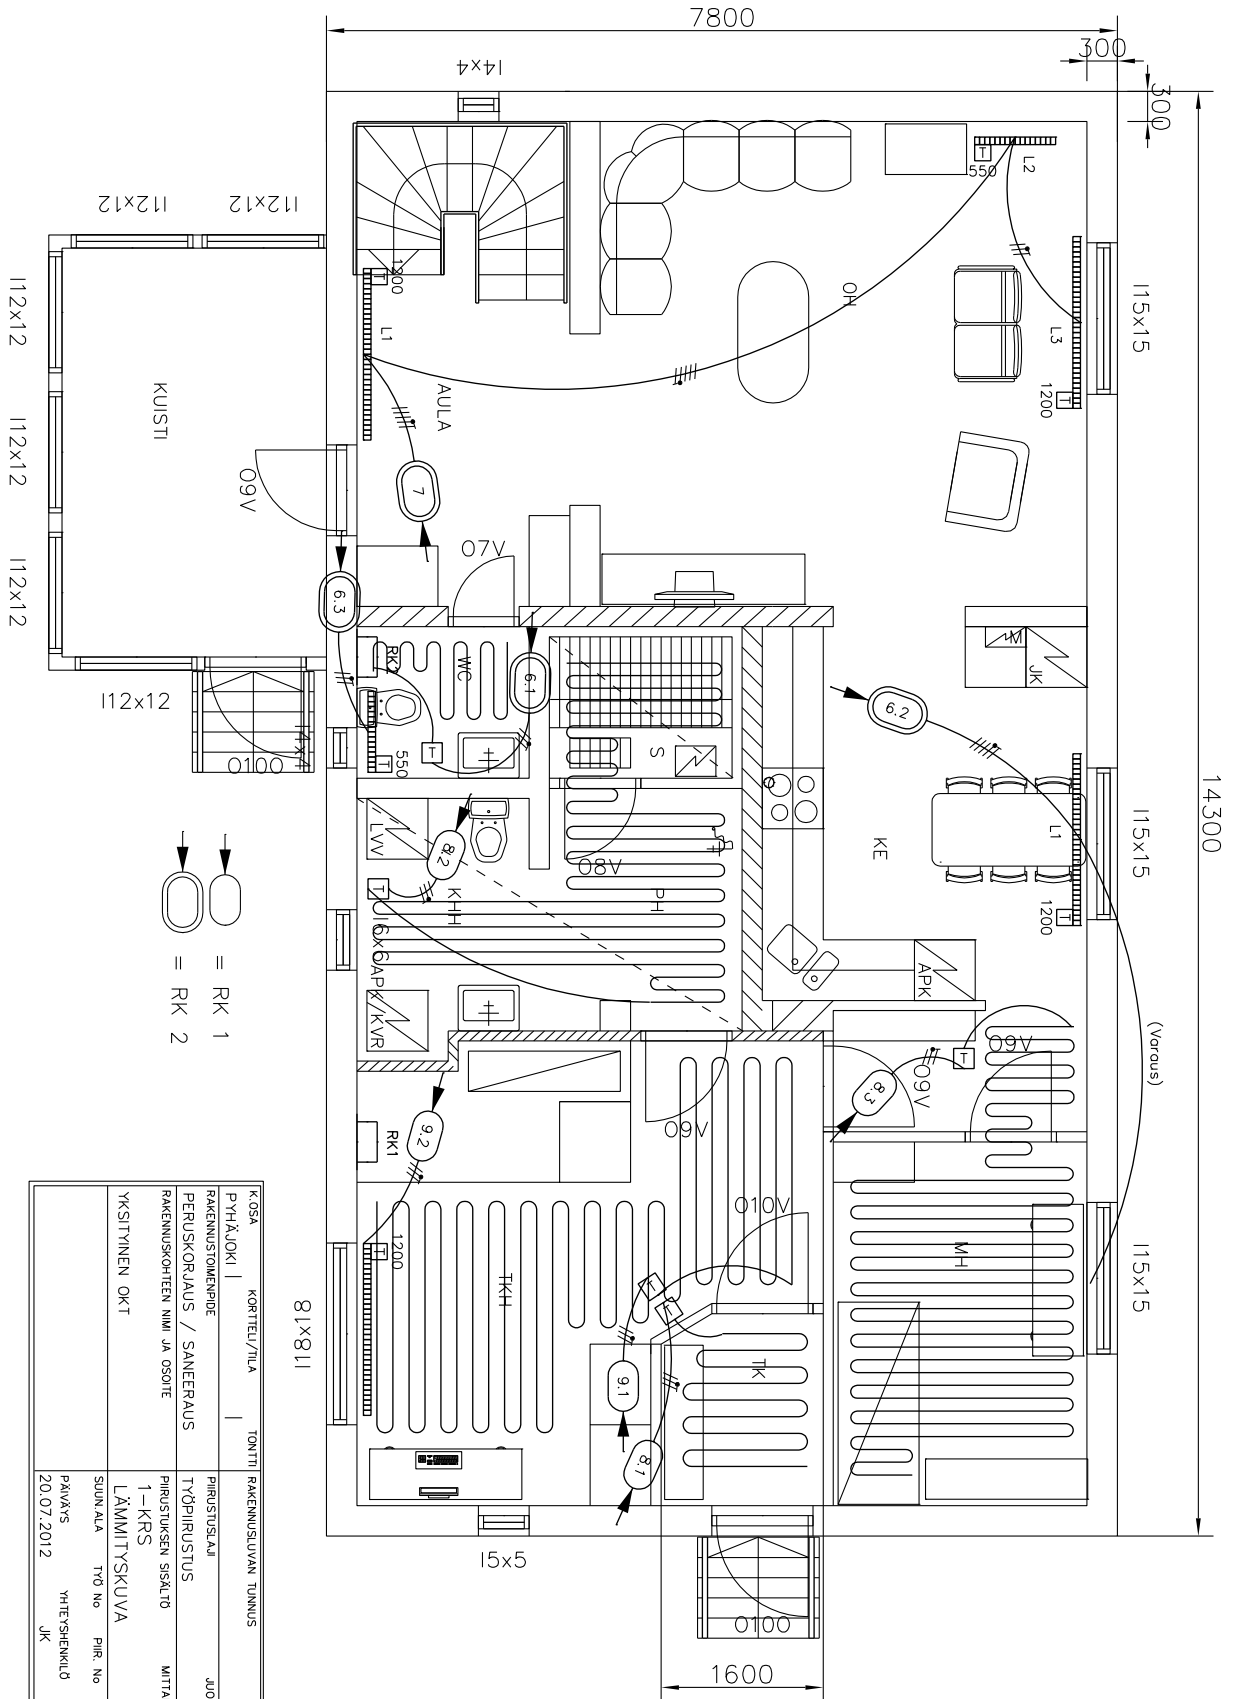 7800
300
300
14300
1600
I4x4
I12x12
I12x12
I12x12
I12x12
I12x12
I12x12
I15x15
I15x15
I15x15
KUISTI
O9V
AULA
OH
L1
1200
T
L2
550
T
L3
1200
T
7
6.3
O7V
WC
RK2
6.1
550
T
T
S
6.2
JK
M
KE
L1
1200
T
I4x4
O100
LVV
8.2
T
KHH
PH
O8V
I6x6
APK/KVR
APK
O9V
O9V
T
8.3
(Varaus)
9.2
RK1
O9V
O10V
MH
1200
T
TKH
T
T
TK
9.1
8.1
I18x18
I5x5
O100
= RK 1
= RK 2
K.OSA KORTTELI/TILA TONTTI RAKENNUSLUVAN TUNNUS
PYHÄJOKI
RAKENNUSTOIMENPIDE PIIRUSTUSLAJI JUO
PERUSKORJAUS / SANEERAUS TYÖPIIRUSTUS
RAKENNUSKOHTEEN NIMI JA OSOITE PIIRUSTUKSEN SISÄLTÖ MITTA
1-KRS
YKSITYINEN OKT LÄMMITYSKUVA
SUUN.ALA TYÖ No PIIR. No
PÄIVÄYS YHTEYSHENKILÖ
20.07.2012 JK